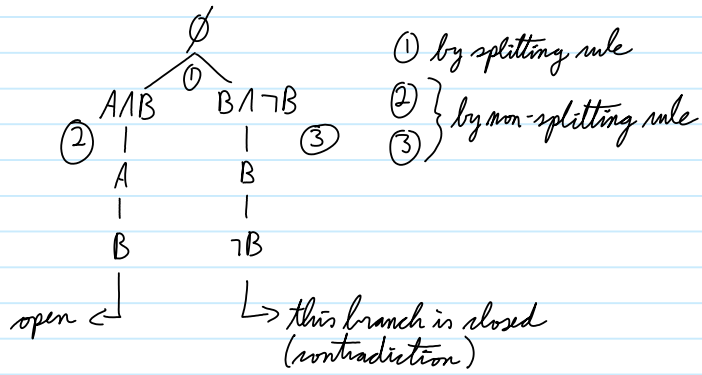 ∅
①
A∧B B∧¬B
② ③
A B
B ¬B
open
this branch is closed
(contradiction)
① by splitting rule
②
③
by non-splitting rule